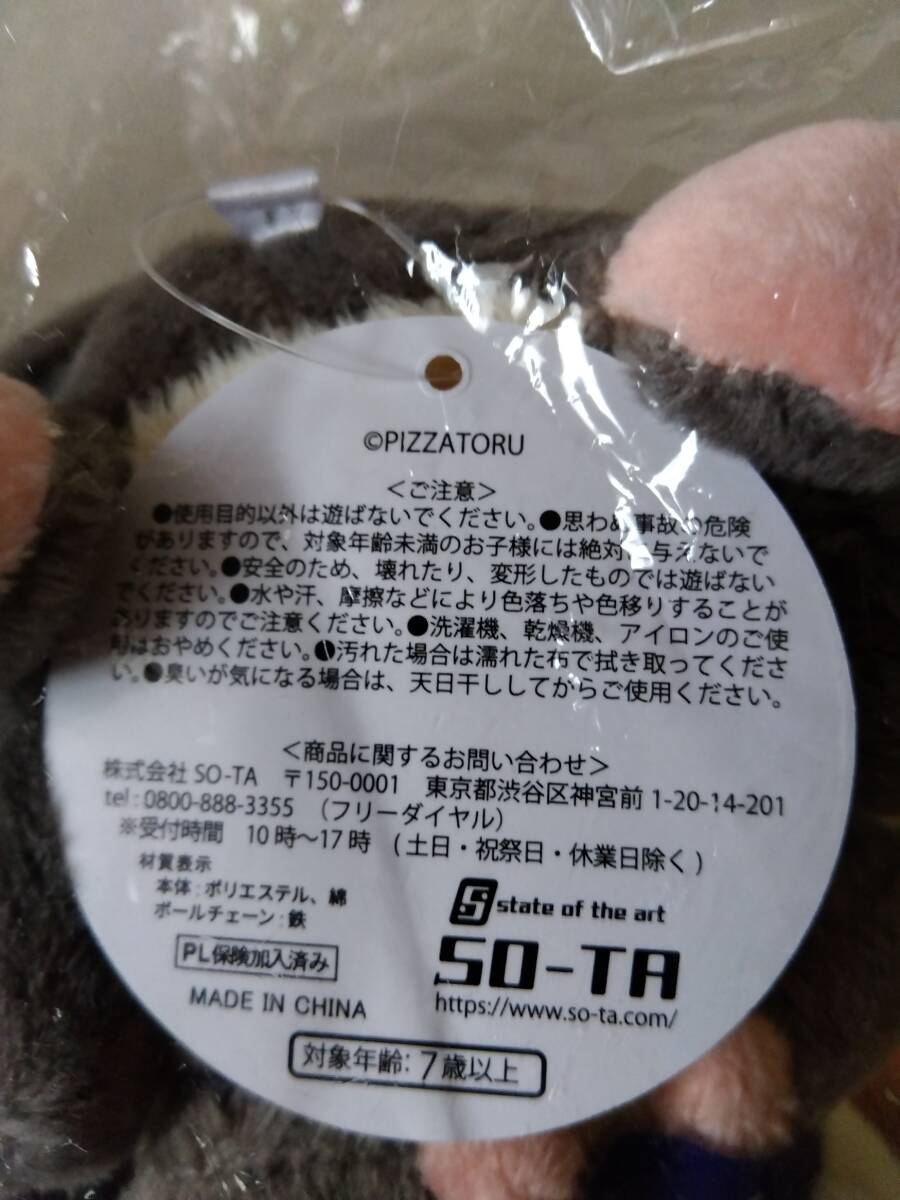 ©PIZZATORU
＜ご注意＞
●使用目的以外は遊ばないでください。●思わぬ事故の危険
がありますので、対象年齢未満のお子様には絶対に与えないで
ください。●安全のため、壊れたり、変形したものでは遊ばない
でください。●水や汗、摩擦などにより色落ちや色移りすることが
ありますのでご注意ください。●洗濯機、乾燥機、アイロンのご使
用はおやめください。●汚れた場合は濡れた布で拭き取ってくださ
い。●臭いが気になる場合は、天日干ししてからご使用ください。
＜商品に関するお問い合わせ＞
株式会社 SO-TA 〒150-0001 東京都渋谷区神宮前 1-20-14-201
tel : 0800-888-3355 （フリーダイヤル）
※受付時間 10時～17時 (土日・祝祭日・休業日除く)
材質表示
本体 : ポリエステル、綿
ボールチェーン : 鉄
PL保険加入済み
MADE IN CHINA
S state of the art
SO-TA
https://www.so-ta.com/
対象年齢: 7歳以上